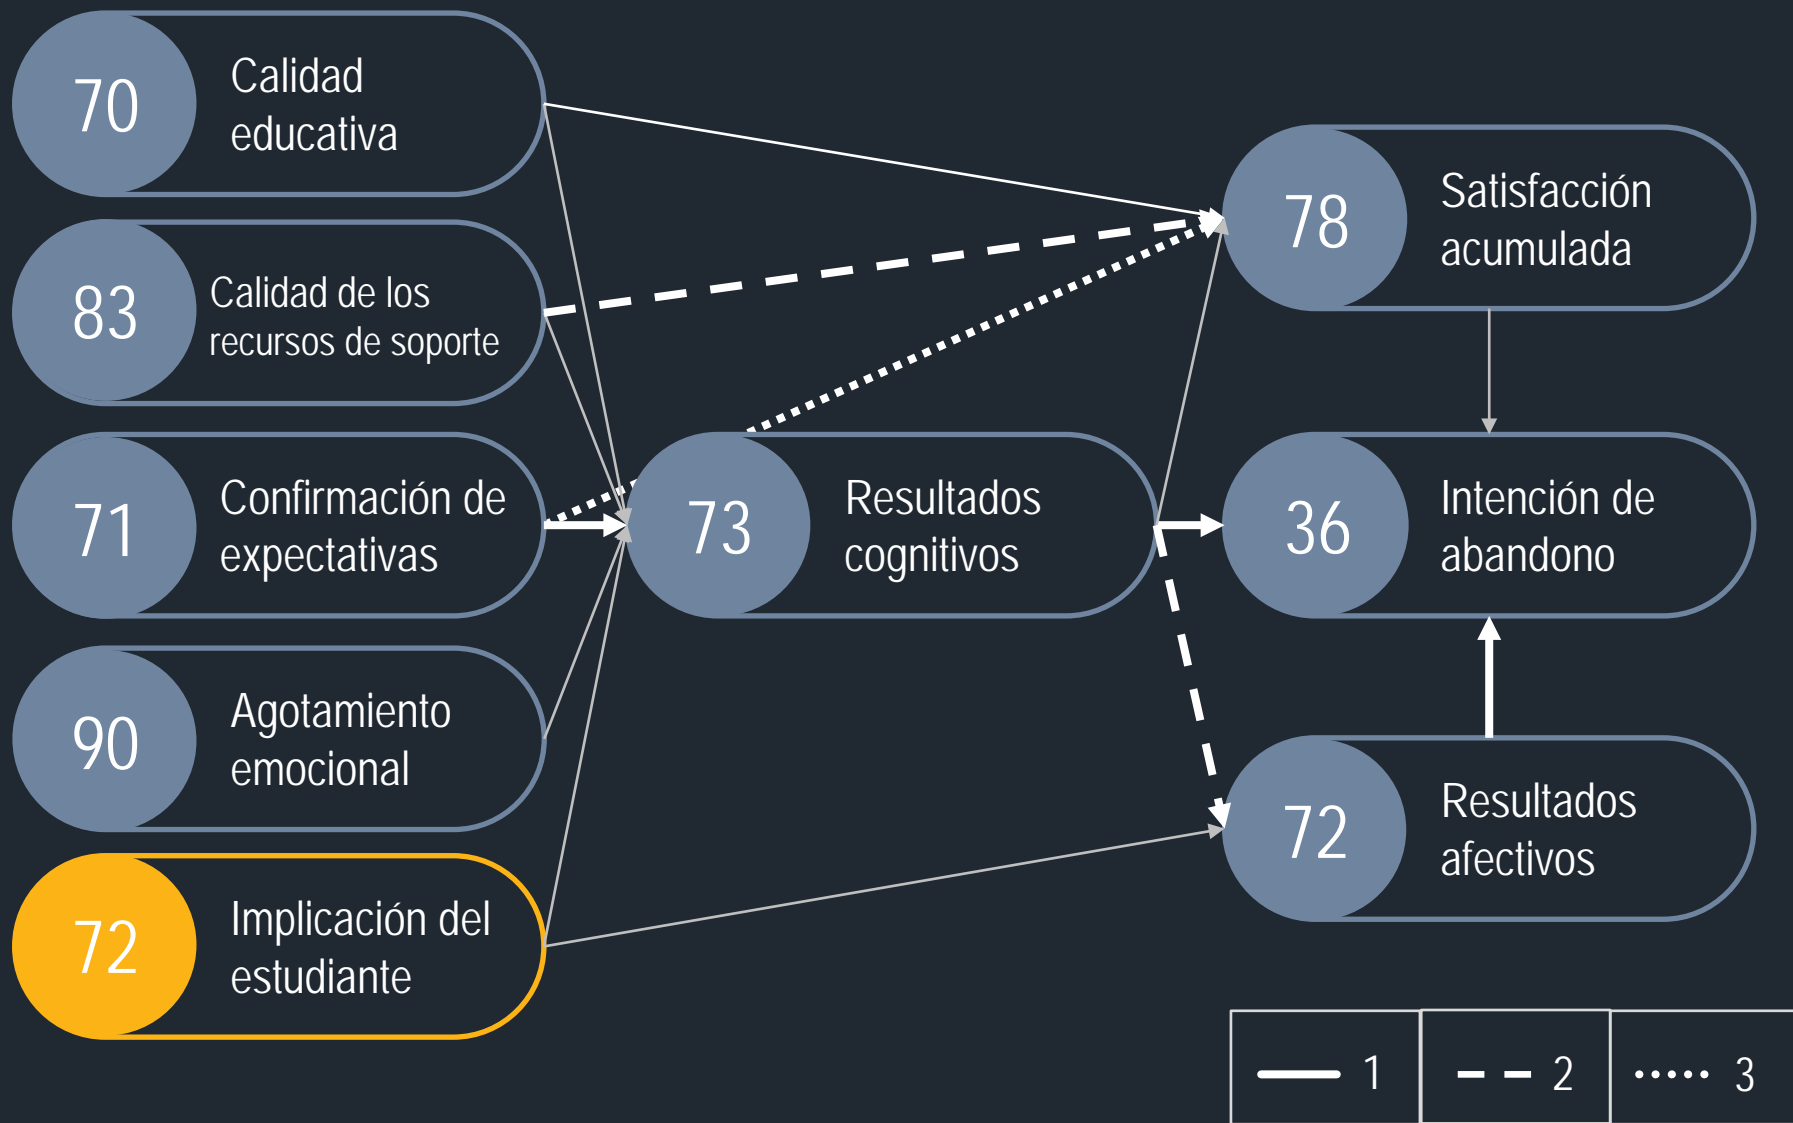 70
Calidad
educativa
83
Calidad de los
recursos de soporte
71
Confirmación de
expectativas
90
Agotamiento
emocional
72
Implicación del
estudiante
73
Resultados
cognitivos
78
Satisfacción
acumulada
36
Intención de
abandono
72
Resultados
afectivos
1
2
3